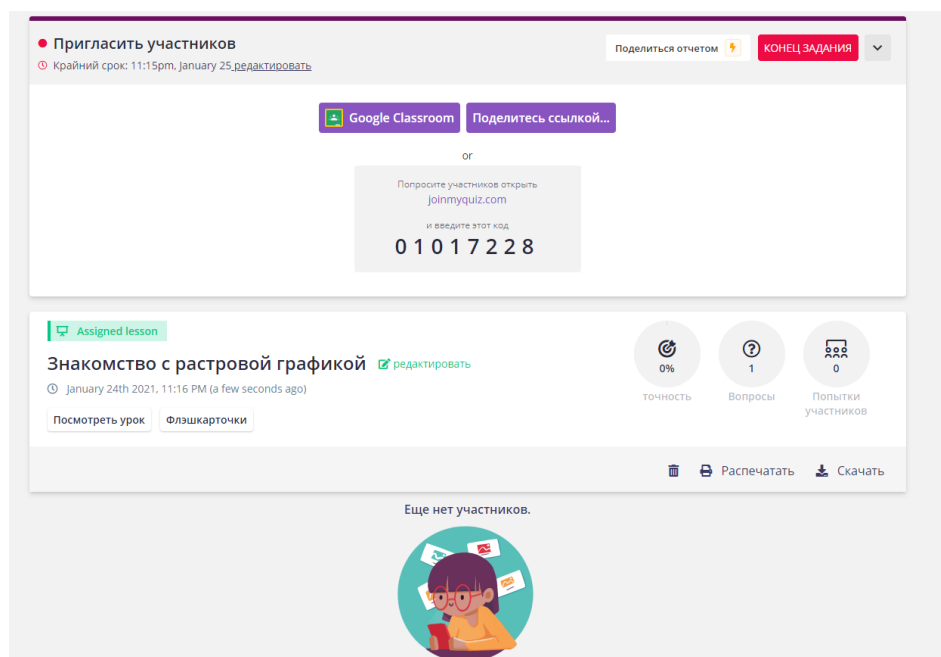 Пригласить участников
Поделиться отчетом
КОНЕЦ ЗАДАНИЯ
Крайний срок: 11:15pm, January 25 редактировать
Google Classroom
Поделитесь ссылкой...
or
Попросите участников открыть
joinmyquiz.com
и введите этот код
01017228
Assigned lesson
Знакомство с растровой графикой
редактировать
January 24th 2021, 11:16 PM (a few seconds ago)
Посмотреть урок
Флэшкарточки
0%
точность
1
Вопросы
0
Попытки
участников
Распечатать
Скачать
Еще нет участников.